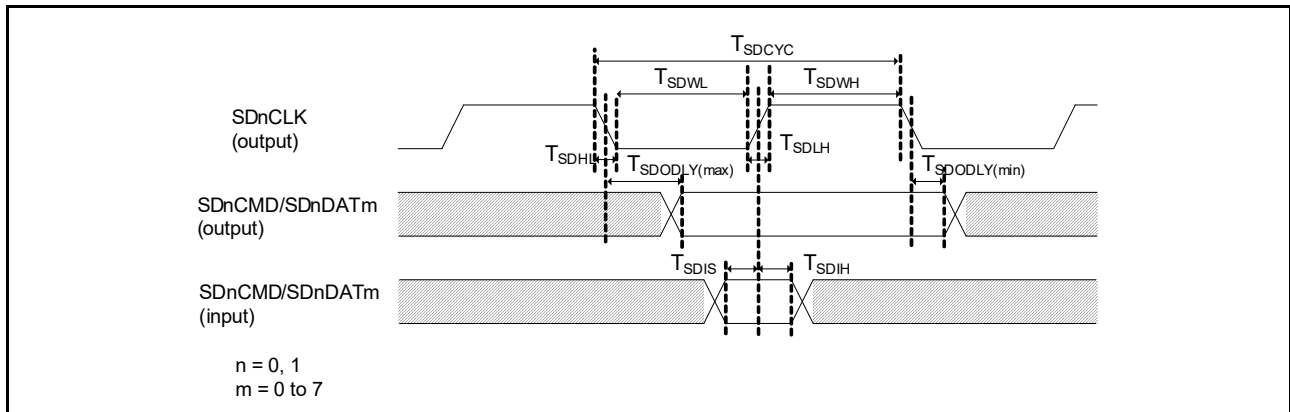 TSDCYC
TSDWL
TSDWH
SDnCLK
(output)
TSDHL
TSDLH
TSDODLY(max)
TSDODLY(min)
SDnCMD/SDnDATm
(output)
TSDIS
TSDIH
SDnCMD/SDnDATm
(input)
n = 0, 1
m = 0 to 7